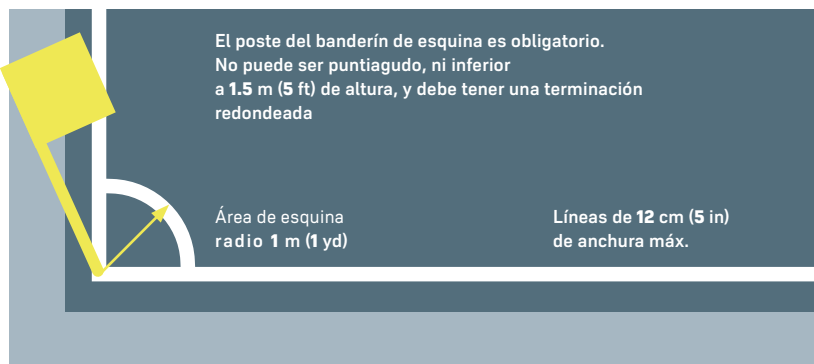 El poste del banderín de esquina es obligatorio.
No puede ser puntiagudo, ni inferior
a 1.5 m (5 ft) de altura, y debe tener una terminación
redondeada
Área de esquina
radio 1 m (1 yd)
Líneas de 12 cm (5 in)
de anchura máx.